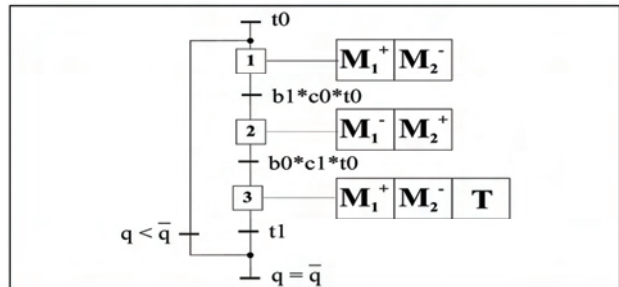 t0
1 M₁⁺ M₂⁻
b1*c0*t0
2 M₁⁻ M₂⁺
b0*c1*t0
3 M₁⁺ M₂⁻ T
q < q̅ t1
q = q̅